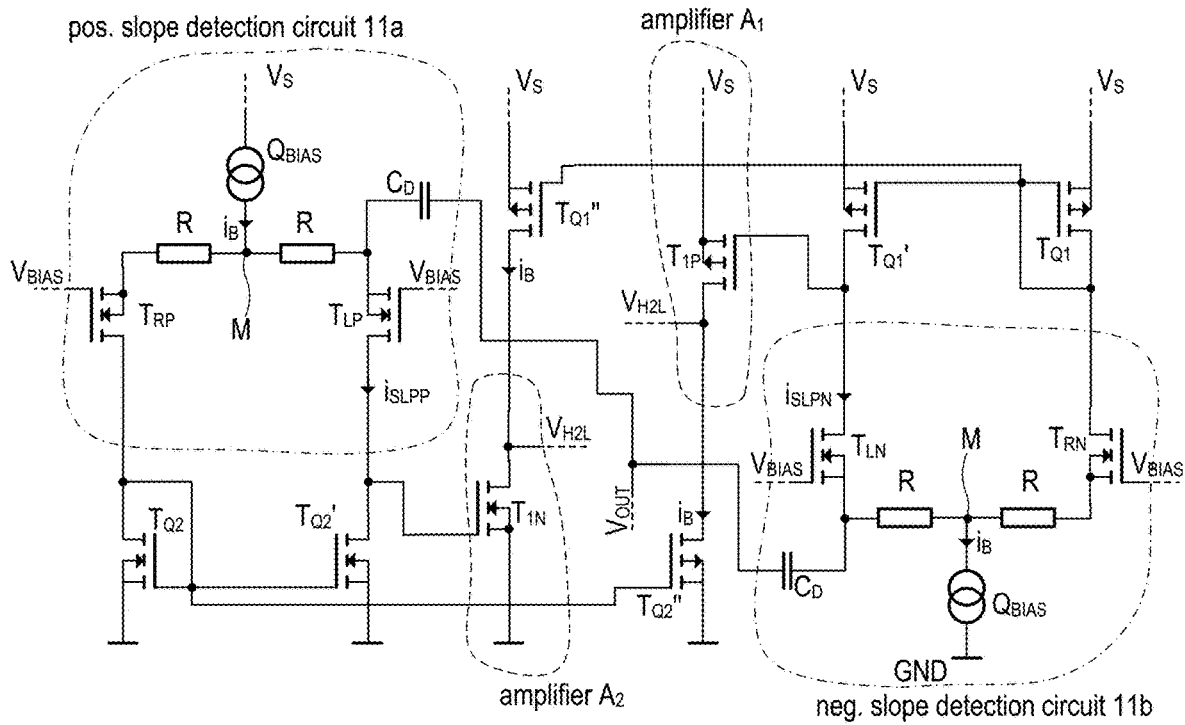 pos. slope detection circuit 11a
amplifier A1
VS
VS
VS
VS
VS
QBIAS
CD
R
iB
R
TQ1"
T1P
TQ1'
TQ1
VBIAS
VBIAS
iB
TRP
M
TLP
VH2L
iSLPP
iSLPN
VH2L
TLN
M
TRN
VBIAS
VBIAS
TQ2
TQ2'
T1N
VOUT
iB
R
R
iB
CD
TQ2"
QBIAS
GND
amplifier A2
neg. slope detection circuit 11b